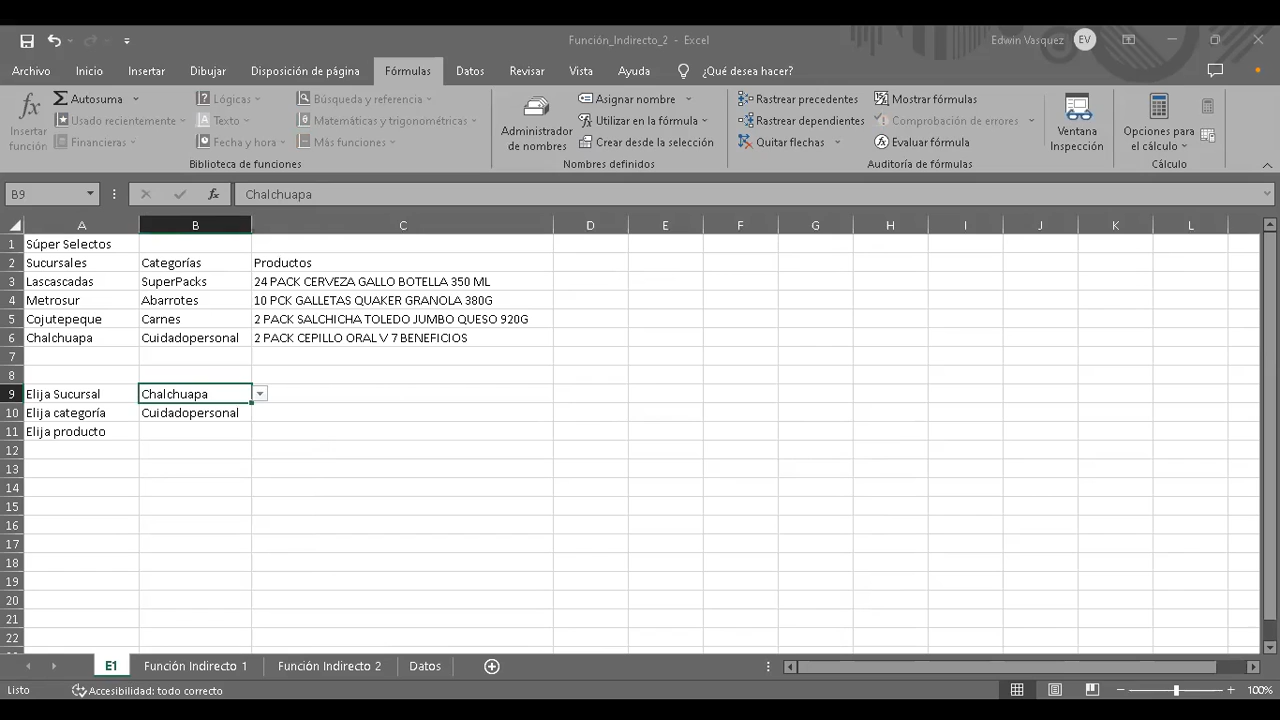 Función_Indirecto_2 - Excel
Edwin Vasquez EV
Archivo Inicio Insertar Dibujar Disposición de página Fórmulas Datos Revisar Vista Ayuda ¿Qué desea hacer?
fx Insertar función
Autosuma
Usado recientemente
Financieras
Lógicas
Texto
Fecha y hora
Búsqueda y referencia
Matemáticas y trigonométricas
Más funciones
Biblioteca de funciones
Administrador de nombres
Asignar nombre
Utilizar en la fórmula
Crear desde la selección
Nombres definidos
Rastrear precedentes
Rastrear dependientes
Quitar flechas
Mostrar fórmulas
Comprobación de errores
Evaluar fórmula
Auditoría de fórmulas
Ventana Inspección
Opciones para el cálculo
Cálculo
B9 fx Chalchuapa
A B C D E F G H I J K L
1 Súper Selectos
2 Sucursales Categorías Productos
3 Lascascadas SuperPacks 24 PACK CERVEZA GALLO BOTELLA 350 ML
4 Metrosur Abarrotes 10 PCK GALLETAS QUAKER GRANOLA 380G
5 Cojutepeque Carnes 2 PACK SALCHICHA TOLEDO JUMBO QUESO 920G
6 Chalchuapa Cuidadopersonal 2 PACK CEPILLO ORAL V 7 BENEFICIOS
7
8
9 Elija Sucursal Chalchuapa
10 Elija categoría Cuidadopersonal
11 Elija producto
12
13
14
15
16
17
18
19
20
21
22
E1 Función Indirecto 1 Función Indirecto 2 Datos
Listo Accesibilidad: todo correcto 100%